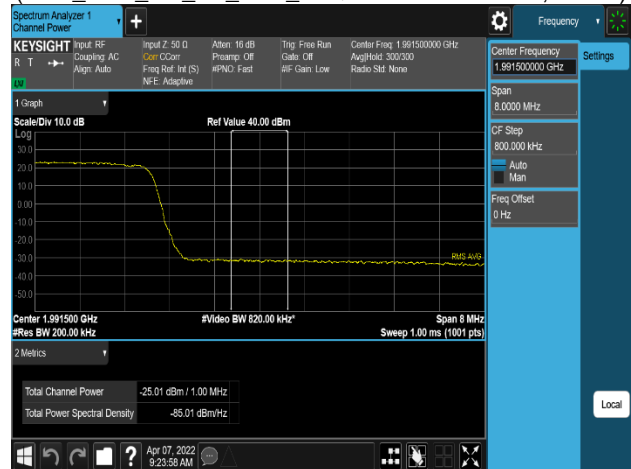 Spectrum Analyzer 1
Channel Power
Frequency
KEYSIGHT
R T
LXI
Input: RF
Coupling: AC
Align: Auto
Input Z: 50 Ω
Corr CCorr
Freq Ref: Int (S)
NFE: Adaptive
Atten: 16 dB
Preamp: Off
#PNO: Fast
Trig: Free Run
Gate: Off
#IF Gain: Low
Center Freq: 1.991500000 GHz
Avg|Hold: 300/300
Radio Std: None
Center Frequency
1.991500000 GHz
Settings
Span
8.0000 MHz
CF Step
800.000 kHz
Auto
Man
Freq Offset
0 Hz
1 Graph
Scale/Div 10.0 dB
Ref Value 40.00 dBm
Log
30.0
20.0
10.0
0.00
-10.0
-20.0
-30.0
-40.0
-50.0
RMS AVG
Center 1.991500 GHz
#Video BW 820.00 kHz*
Span 8 MHz
#Res BW 200.00 kHz
Sweep 1.00 ms (1001 pts)
2 Metrics
Total Channel Power
-25.01 dBm / 1.00 MHz
Total Power Spectral Density
-85.01 dBm/Hz
Local
?
Apr 07, 2022
9:23:58 AM